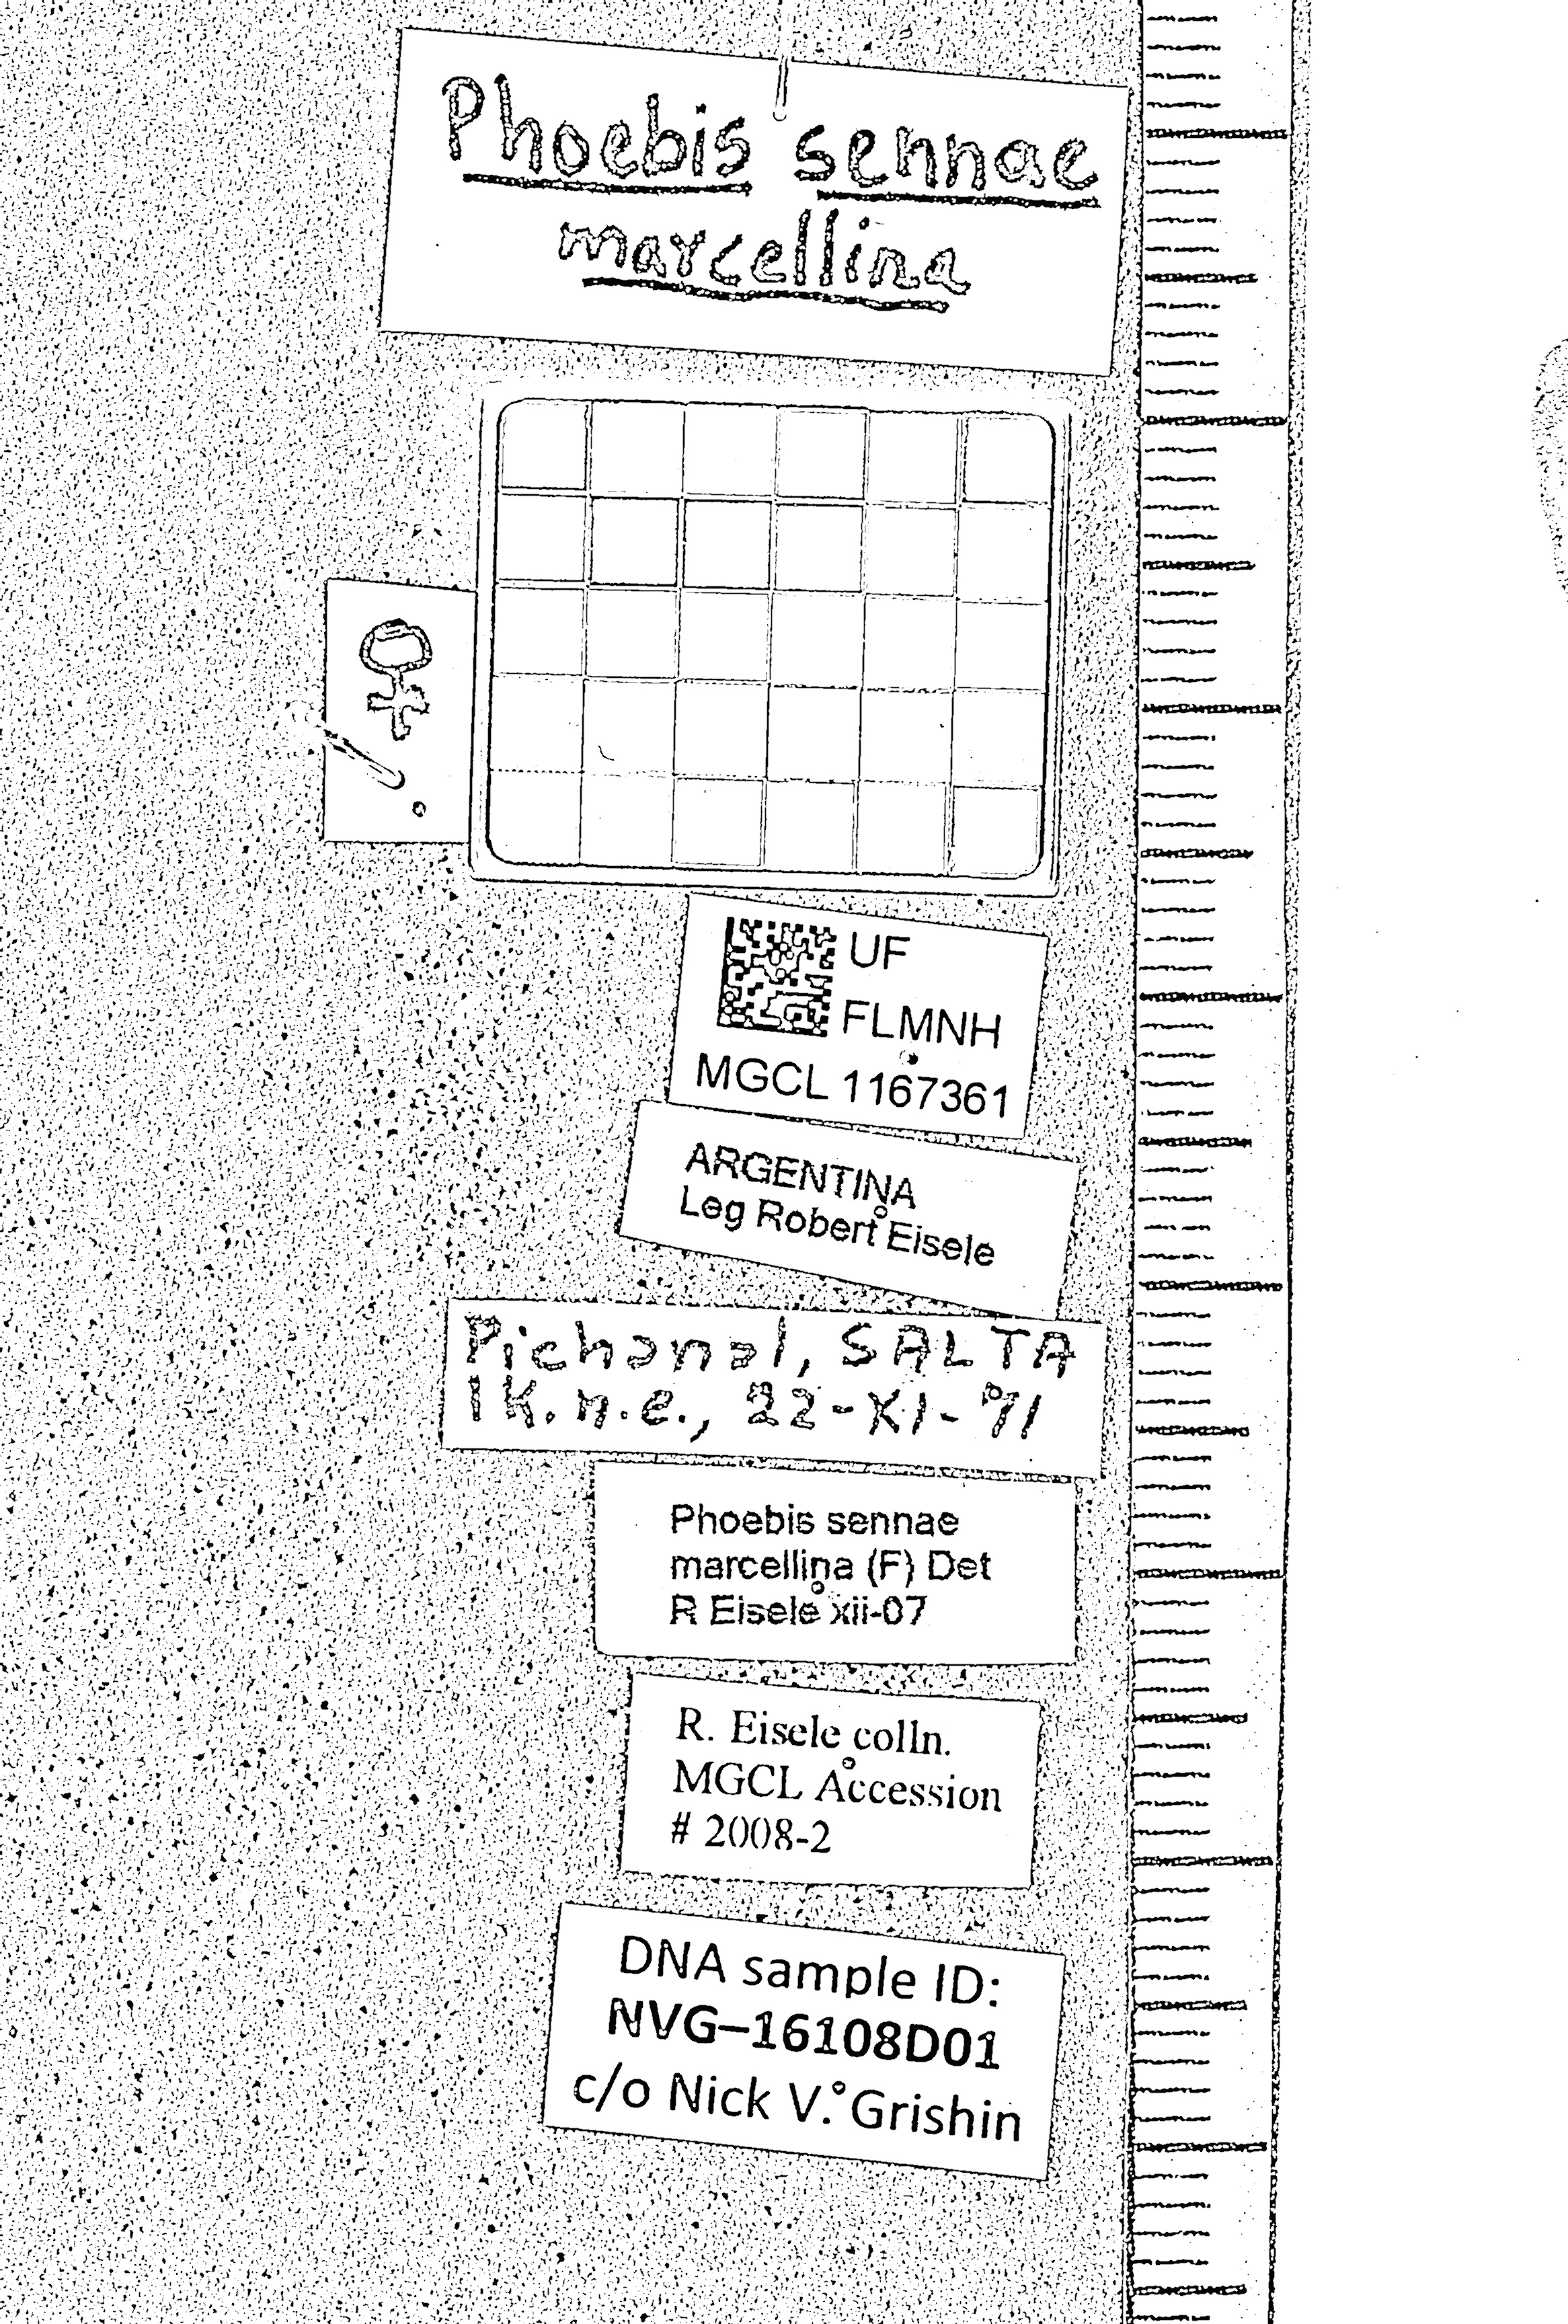 Phoebis sennae
marcellina
♀
UF
FLMNH
MGCL 1167361
ARGENTINA
Leg Robert Eisele
Pichanal, SALTA
1K.n.e., 22-XI-91
Phoebis sennae
marcellina (F) Det
R Eisele xii-07
R. Eisele colln.
MGCL Accession
# 2008-2
DNA sample ID:
NVG-16108D01
c/o Nick V. Grishin